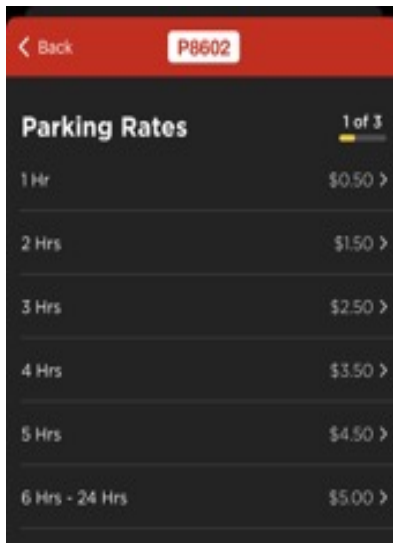 Back
P8602
Parking Rates
1 of 3
1 Hr $0.50
2 Hrs $1.50
3 Hrs $2.50
4 Hrs $3.50
5 Hrs $4.50
6 Hrs - 24 Hrs $5.00